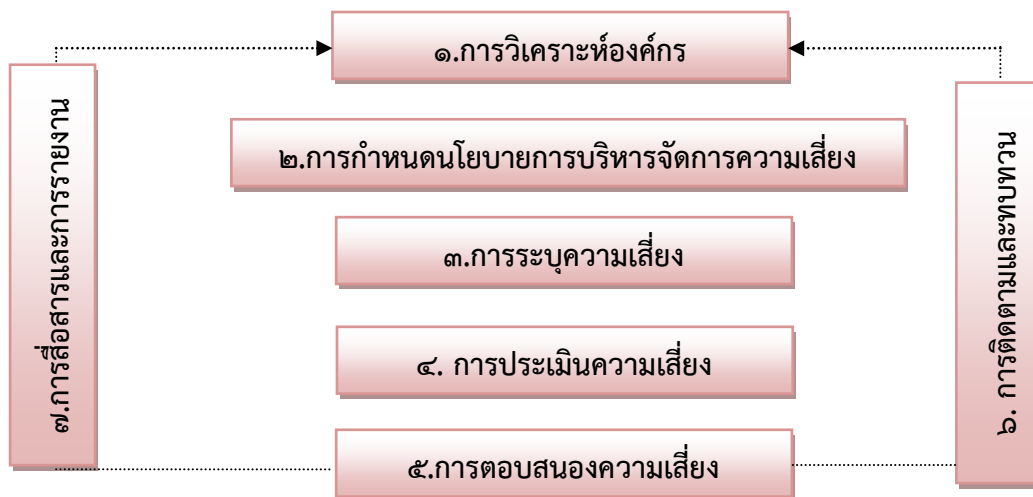 ๑.การวิเคราะห์องค์กร
๒.การกำหนดนโยบายการบริหารจัดการความเสี่ยง
๓.การระบุความเสี่ยง
๔. การประเมินความเสี่ยง
๕.การตอบสนองความเสี่ยง
๖. การติดตามและทบทวน
๗.การสื่อสารและการรายงาน